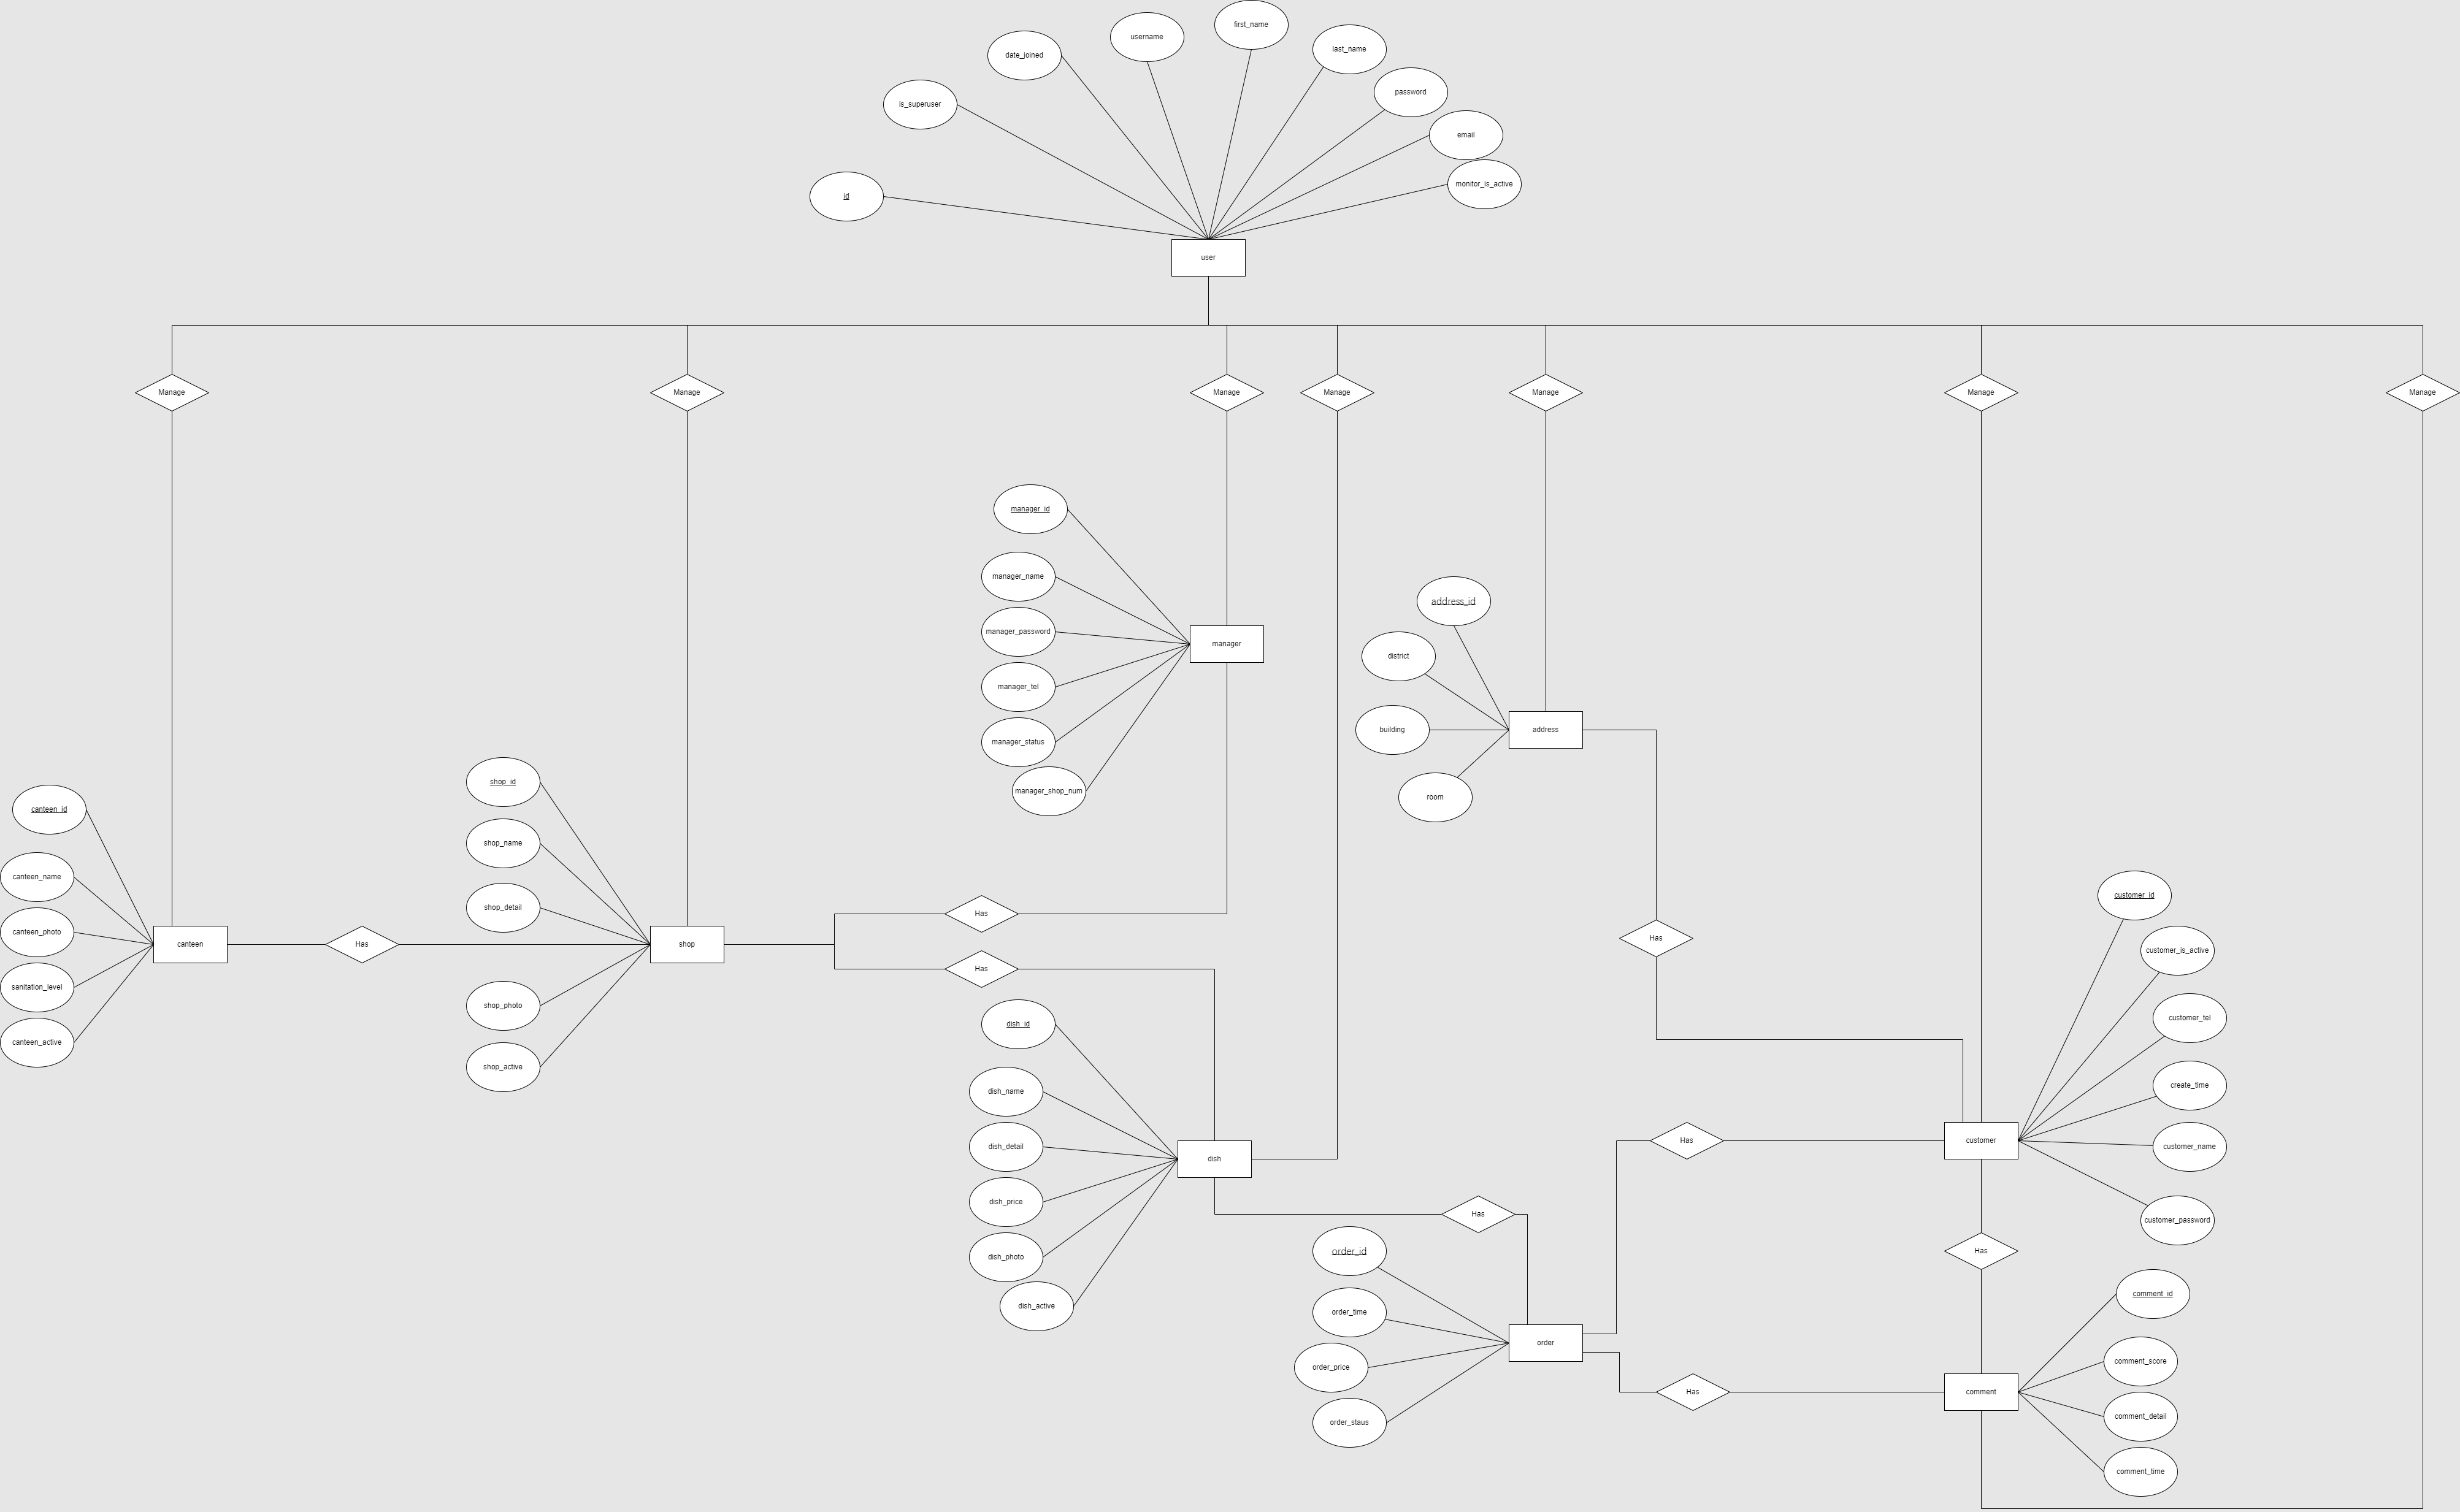 first_name
username
last_name
date_joined
password
is_superuser
email
monitor_is_active
id
user
Manage
Manage
Manage
Manage
Manage
Manage
Manage
manager_id
manager_name
manager_password
manager
manager_tel
manager_status
manager_shop_num
address_id
district
building
address
room
shop_id
shop_name
shop_detail
shop
shop_photo
shop_active
canteen_id
canteen_name
canteen_photo
canteen
sanitation_level
canteen_active
Has
Has
Has
Has
customer_id
customer_is_active
customer_tel
create_time
customer_name
customer
customer_password
dish_id
dish_name
dish_detail
dish
dish_price
dish_photo
dish_active
Has
Has
Has
order_id
order_time
order
order_price
order_staus
Has
comment_id
comment_score
comment
comment_detail
comment_time